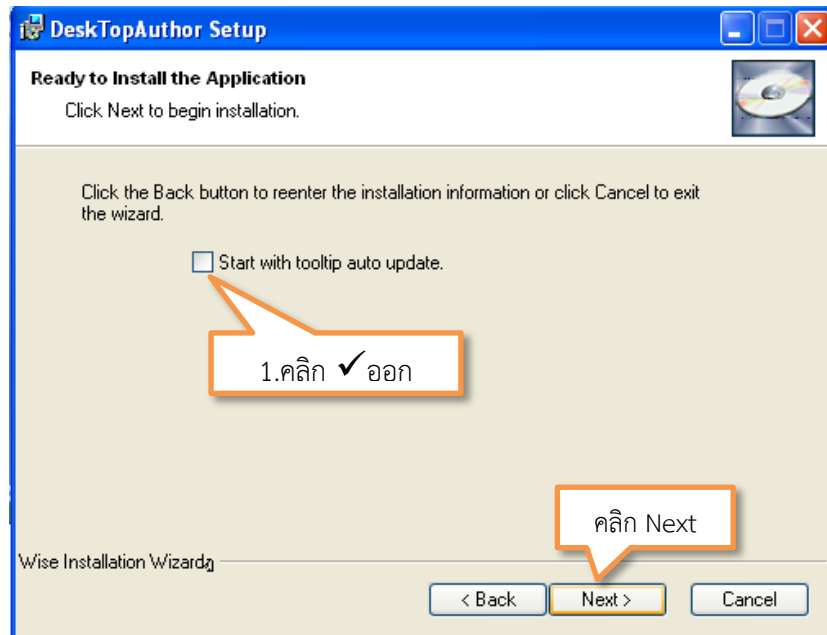 DeskTopAuthor Setup
Ready to Install the Application
Click Next to begin installation.
Click the Back button to reenter the installation information or click Cancel to exit
the wizard.
Start with tooltip auto update.
1.คลิก ✓ออก
คลิก Next
Wise Installation Wizard
< Back
Next >
Cancel